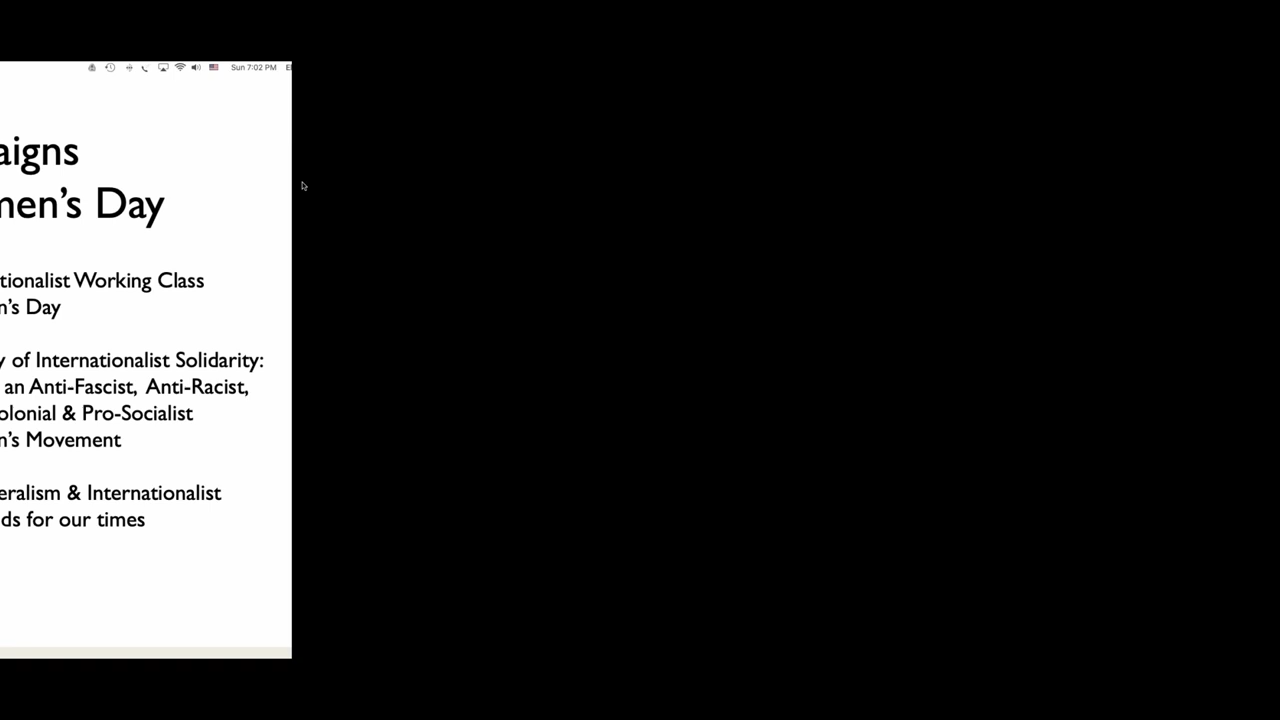 Sun 7:02 PM
aigns
men's Day
tionalist Working Class
n's Day
y of Internationalist Solidarity:
an Anti-Fascist, Anti-Racist,
olonial & Pro-Socialist
n's Movement
eralism & Internationalist
ds for our times